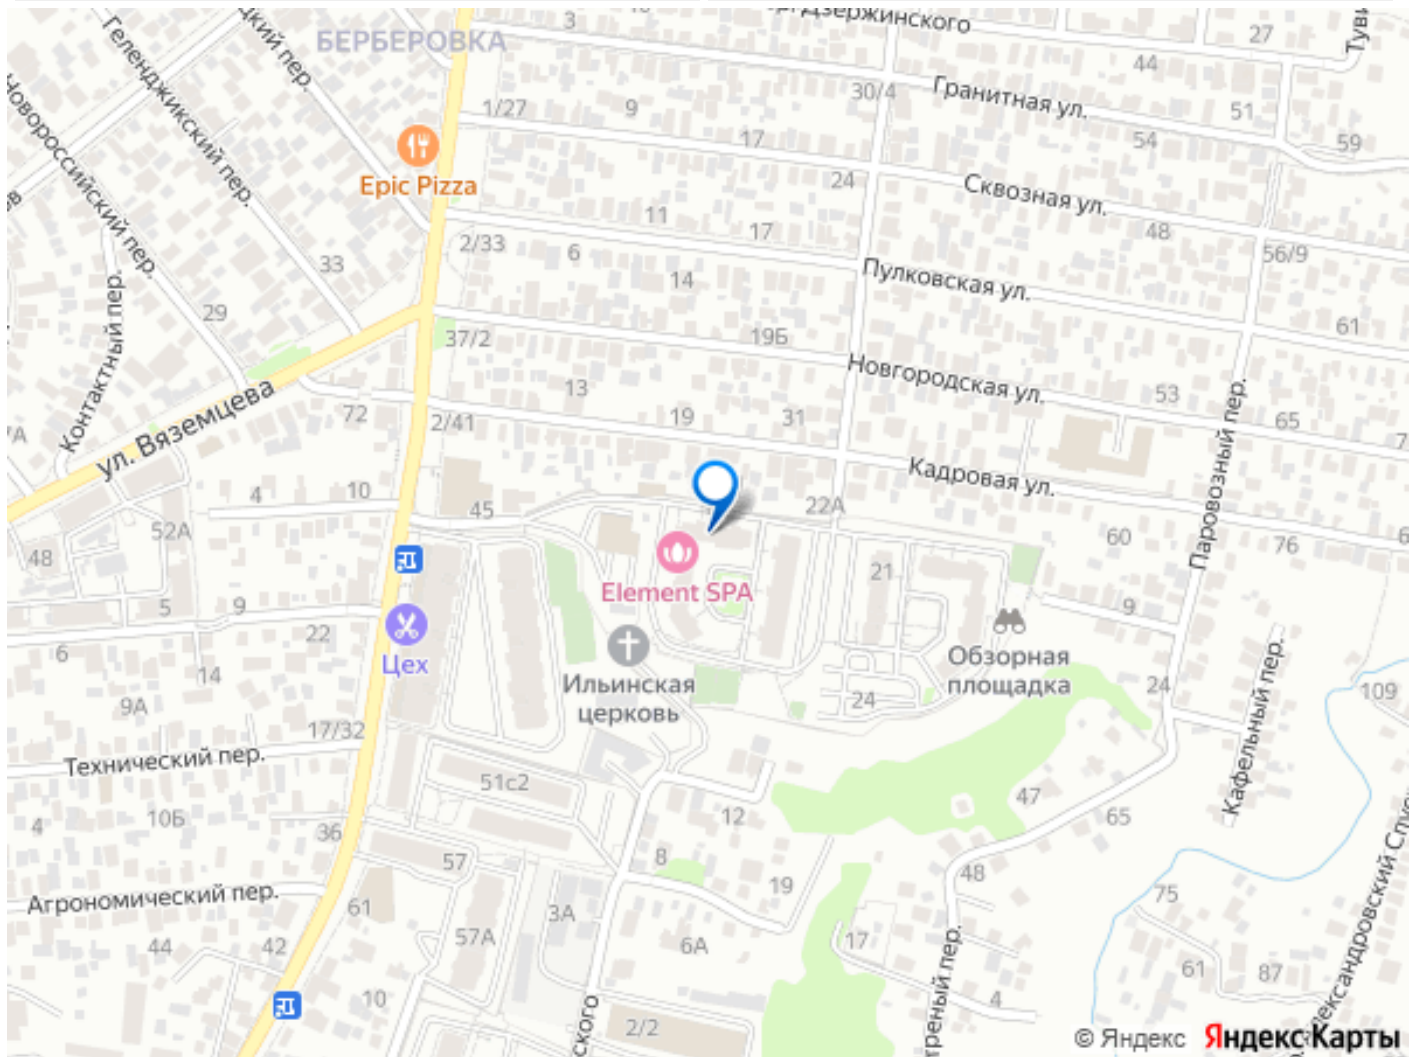 Дзержинского
БЕРБЕРОВКА
3
27
44
Геленджикский пер.
Гранитная ул.
30/4
51
1/27
9
17
54
59
Новороссийский пер.
Epic Pizza
24
Сквозная ул.
11
17
48
2/33
6
56/9
33
14
Пулковская ул.
29
61
37/2
19Б
Контактный пер.
Новгородская ул.
13
53
72
2/41
19
31
65
ул. Вяземцева
Паровозный пер.
Кадровая ул.
4
10
45
22А
52А
60
76
48
Element SPA
21
5
9
9
22
6
Цех
14
Обзорная
площадка
Ильинская
церковь
24
24
109
9А
17/32
Кафельный пер.
Технический пер.
51с2
47
10Б
12
65
4
36
57
8
48
19
75
Агрономический пер.
61
3А
44
42
57А
6А
17
61
87
10
4
2/2
© Яндекс Яндекс Карты